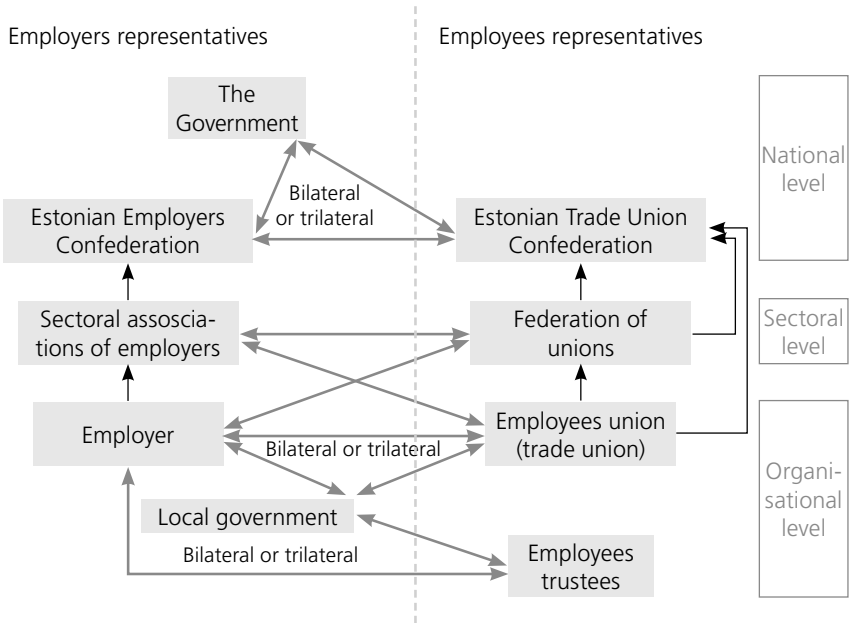 Employers representatives
Employees representatives
The
Government
National
level
Bilateral
or trilateral
Estonian Employers
Confederation
Estonian Trade Union
Confederation
Sectoral assoscia-
tions of employers
Federation of
unions
Sectoral
level
Employer
Bilateral or trilateral
Employees union
(trade union)
Organi-
sational
level
Local government
Bilateral or trilateral
Employees
trustees